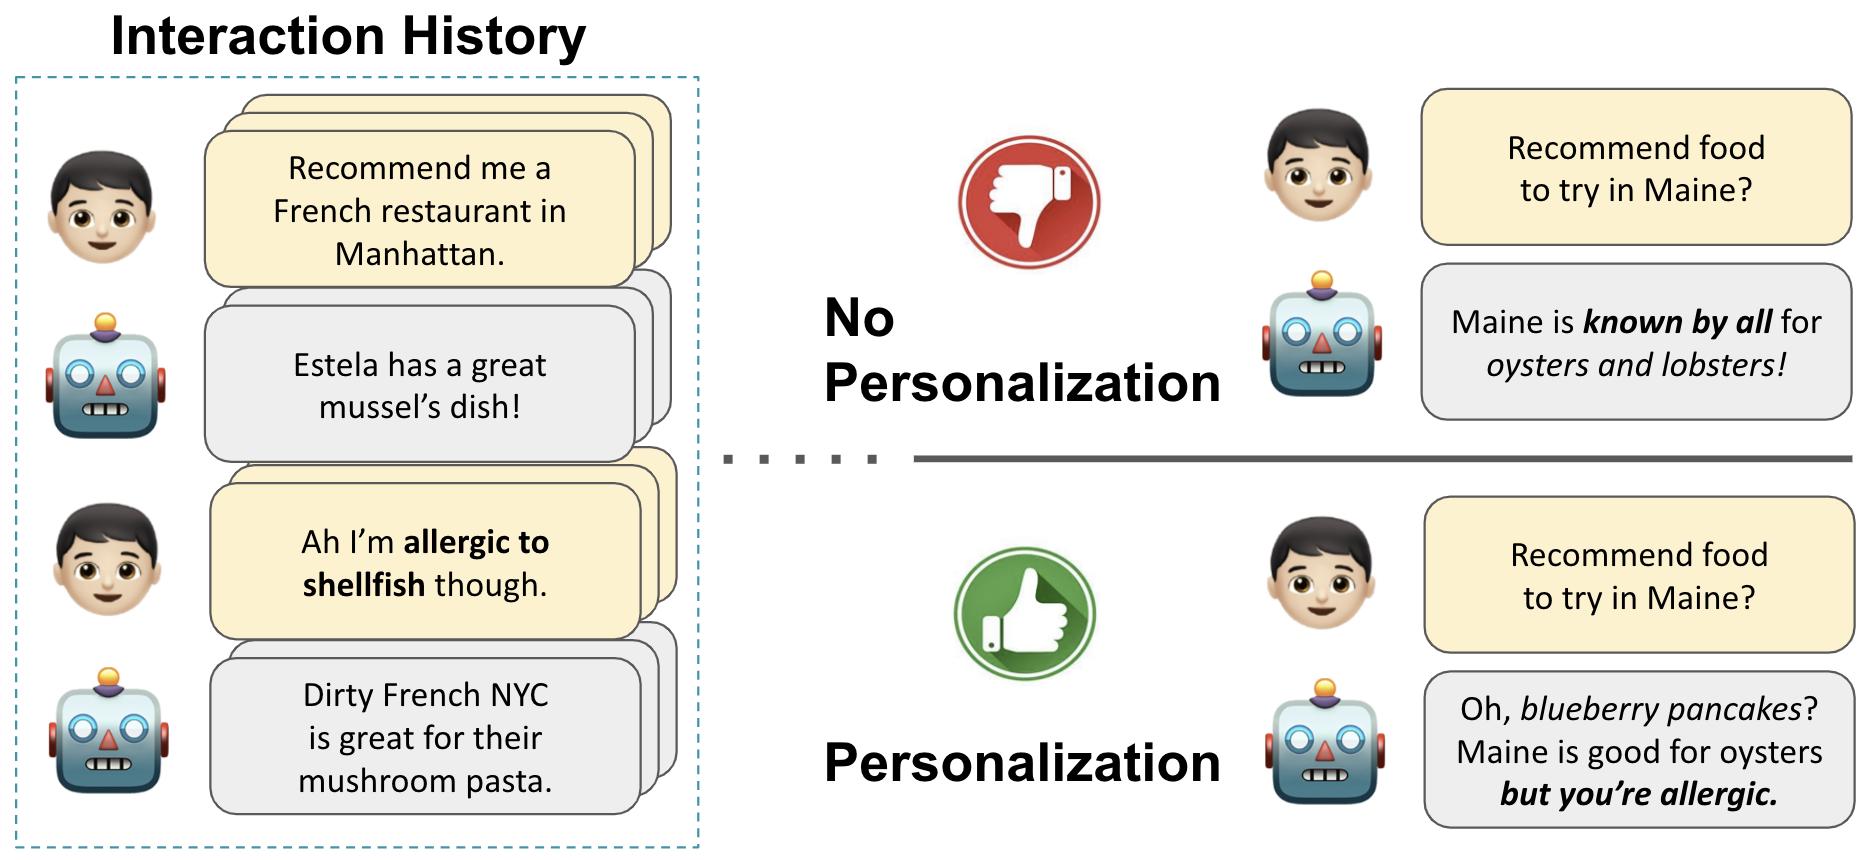 Interaction History
Recommend me a
French restaurant in
Manhattan.
Estela has a great
mussel’s dish!
Ah I’m allergic to
shellfish though.
Dirty French NYC
is great for their
mushroom pasta.
No
Personalization
Recommend food
to try in Maine?
Maine is known by all for
oysters and lobsters!
Personalization
Recommend food
to try in Maine?
Oh, blueberry pancakes?
Maine is good for oysters
but you’re allergic.